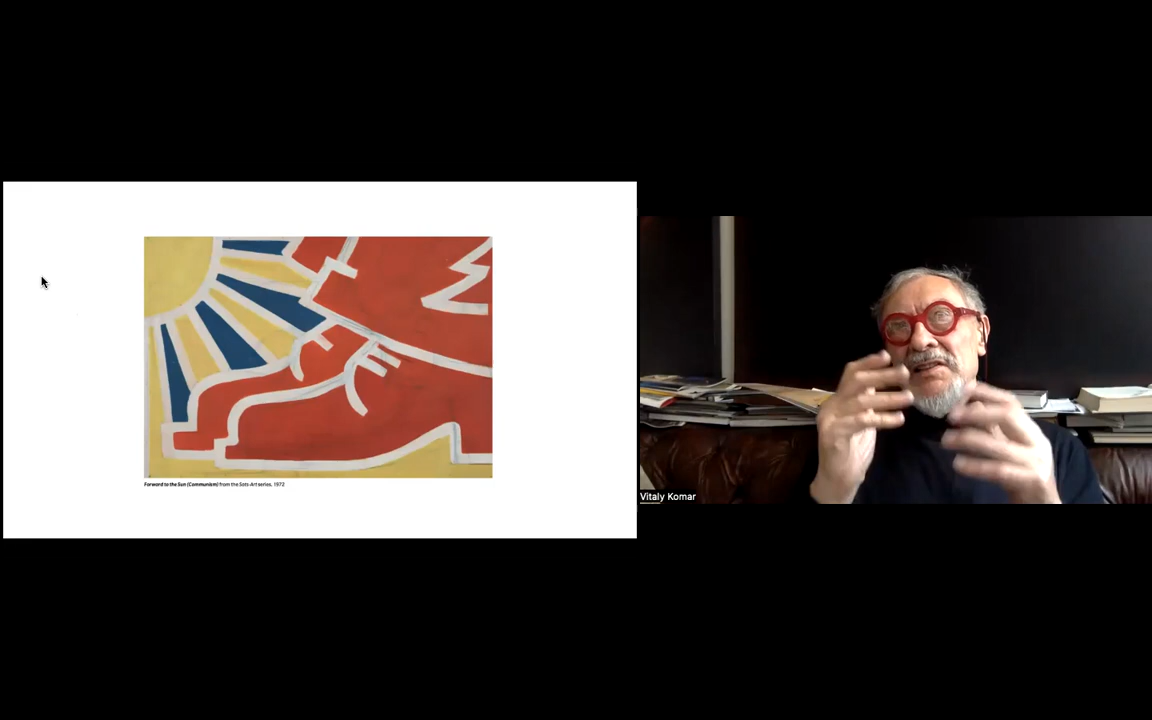 Forward to the Sun (Communism) from the Sots-Art series. 1972
Vitaly Komar